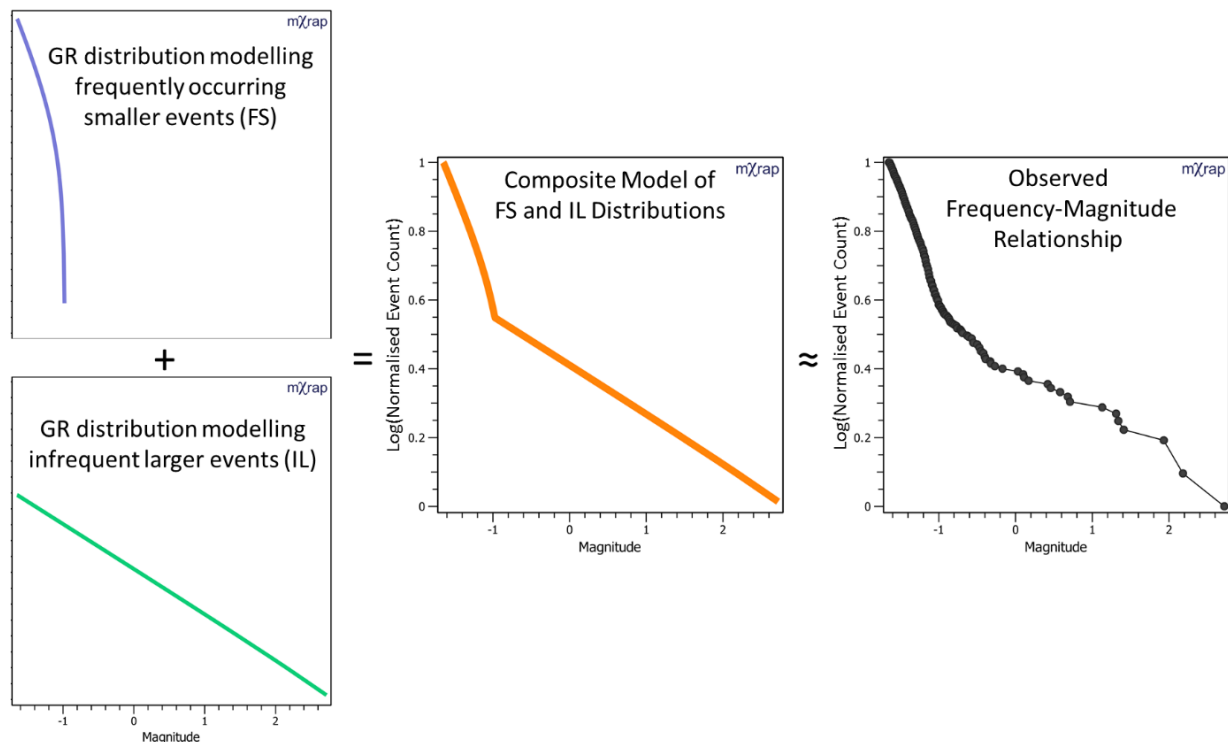 mXrap
GR distribution modelling
frequently occurring
smaller events (FS)
+
mXrap
GR distribution modelling
infrequent larger events (IL)
-1 0 1 2
Magnitude
=
mXrap
Composite Model of
FS and IL Distributions
Log(Normalised Event Count)
1
0.8
0.6
0.4
0.2
0
-1 0 1 2
Magnitude
≈
mXrap
Observed
Frequency-Magnitude
Relationship
Log(Normalised Event Count)
1
0.8
0.6
0.4
0.2
0
-1 0 1 2
Magnitude